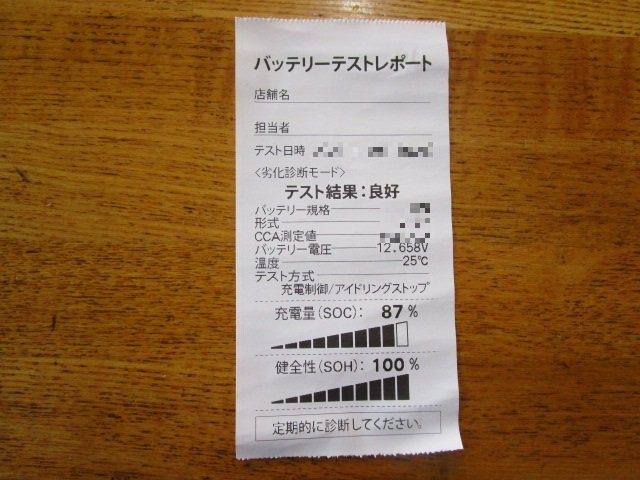 バッテリーテストレポート
店舗名
担当者
テスト日時
<劣化診断モード>
テスト結果:良好
バッテリー規格
形式
CCA測定値
バッテリー電圧 12.658V
温度 25℃
テスト方式
充電制御/アイドリングストップ
充電量(SOC): 87 %
健全性(SOH): 100 %
定期的に診断してください。